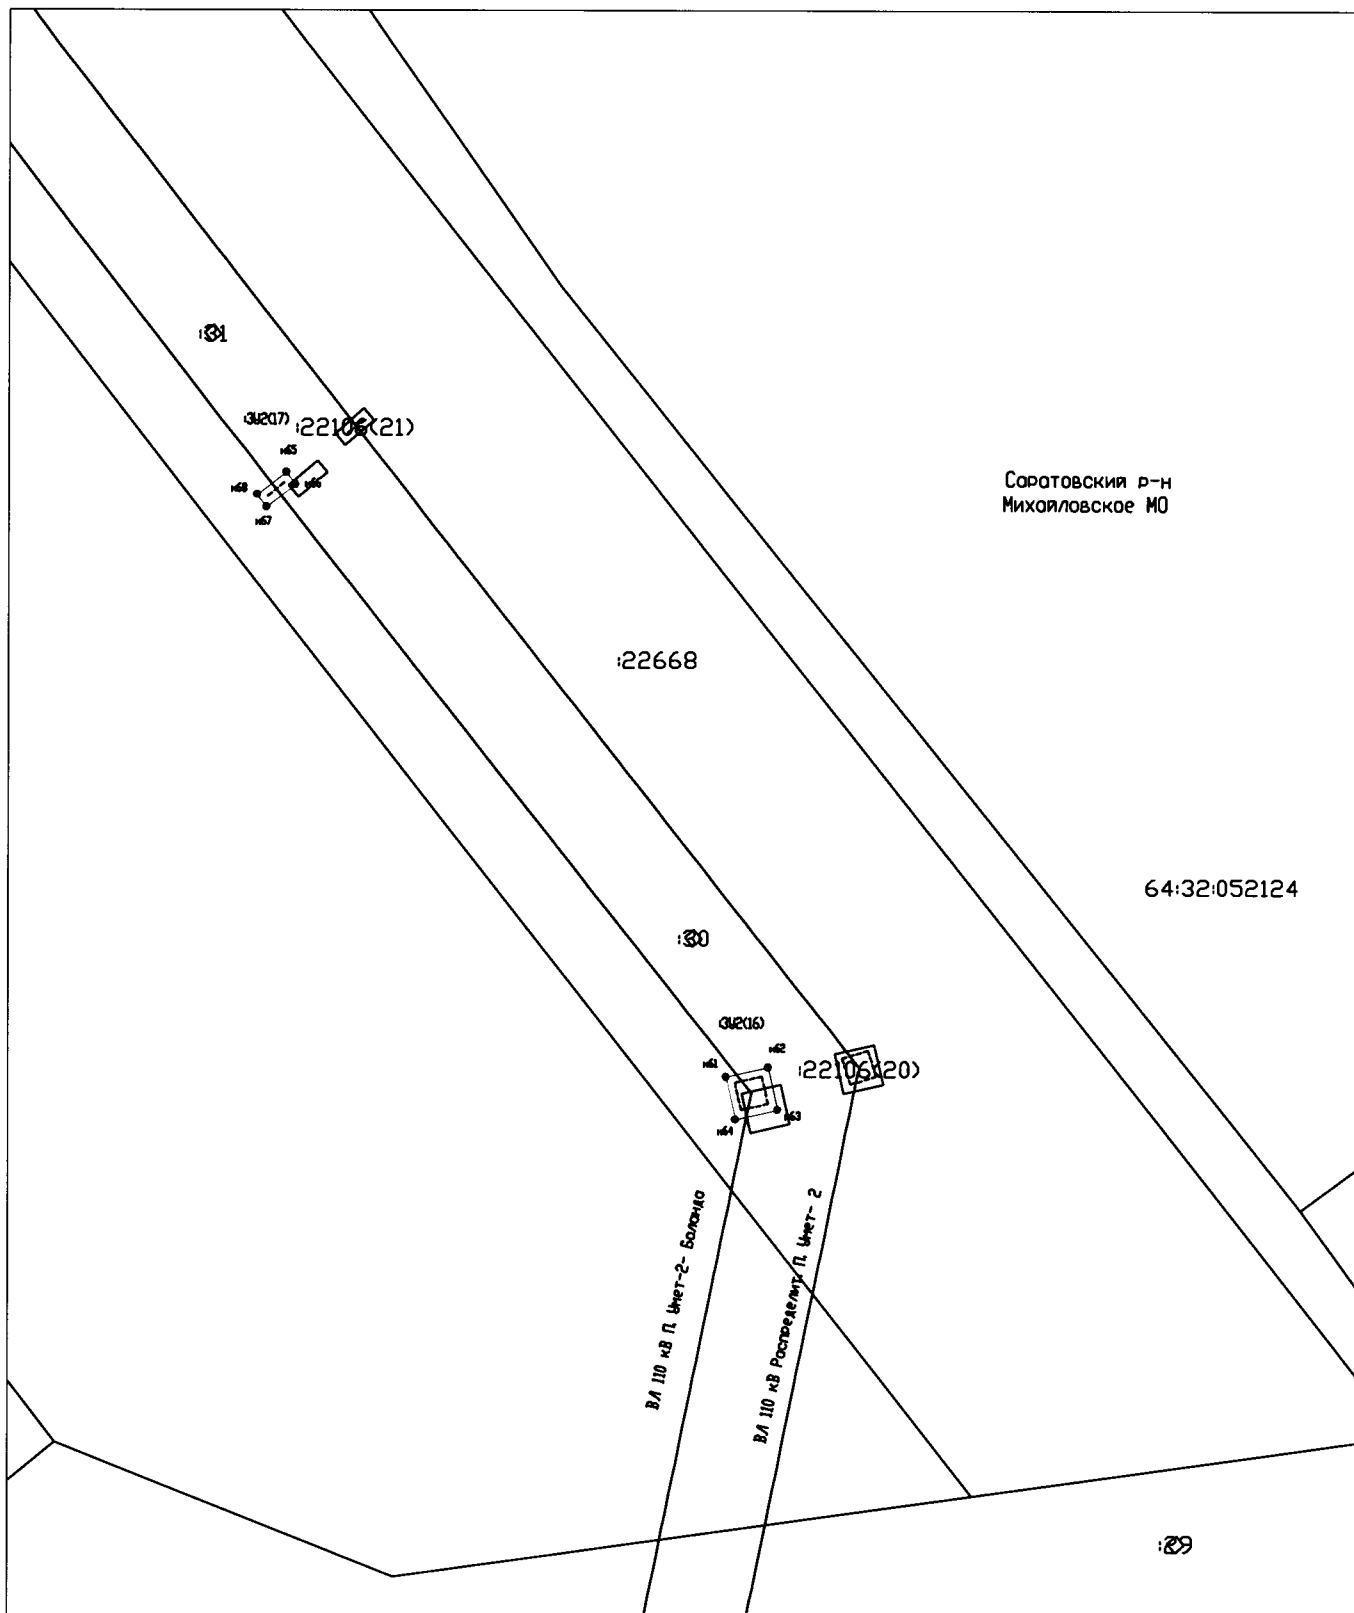 :31
:ЗУ2(17)
:22106(21)
н65
н68
н66
н67
Саратовский р-н
Михайловское МО
:22668
64:32:052124
:30
:ЗУ2(16)
н61
н62
:22106(20)
н63
н64
ВЛ 110 кВ П. Умет-2- Баланда
ВЛ 110 кВ Распределит. П. Умет- 2
:29